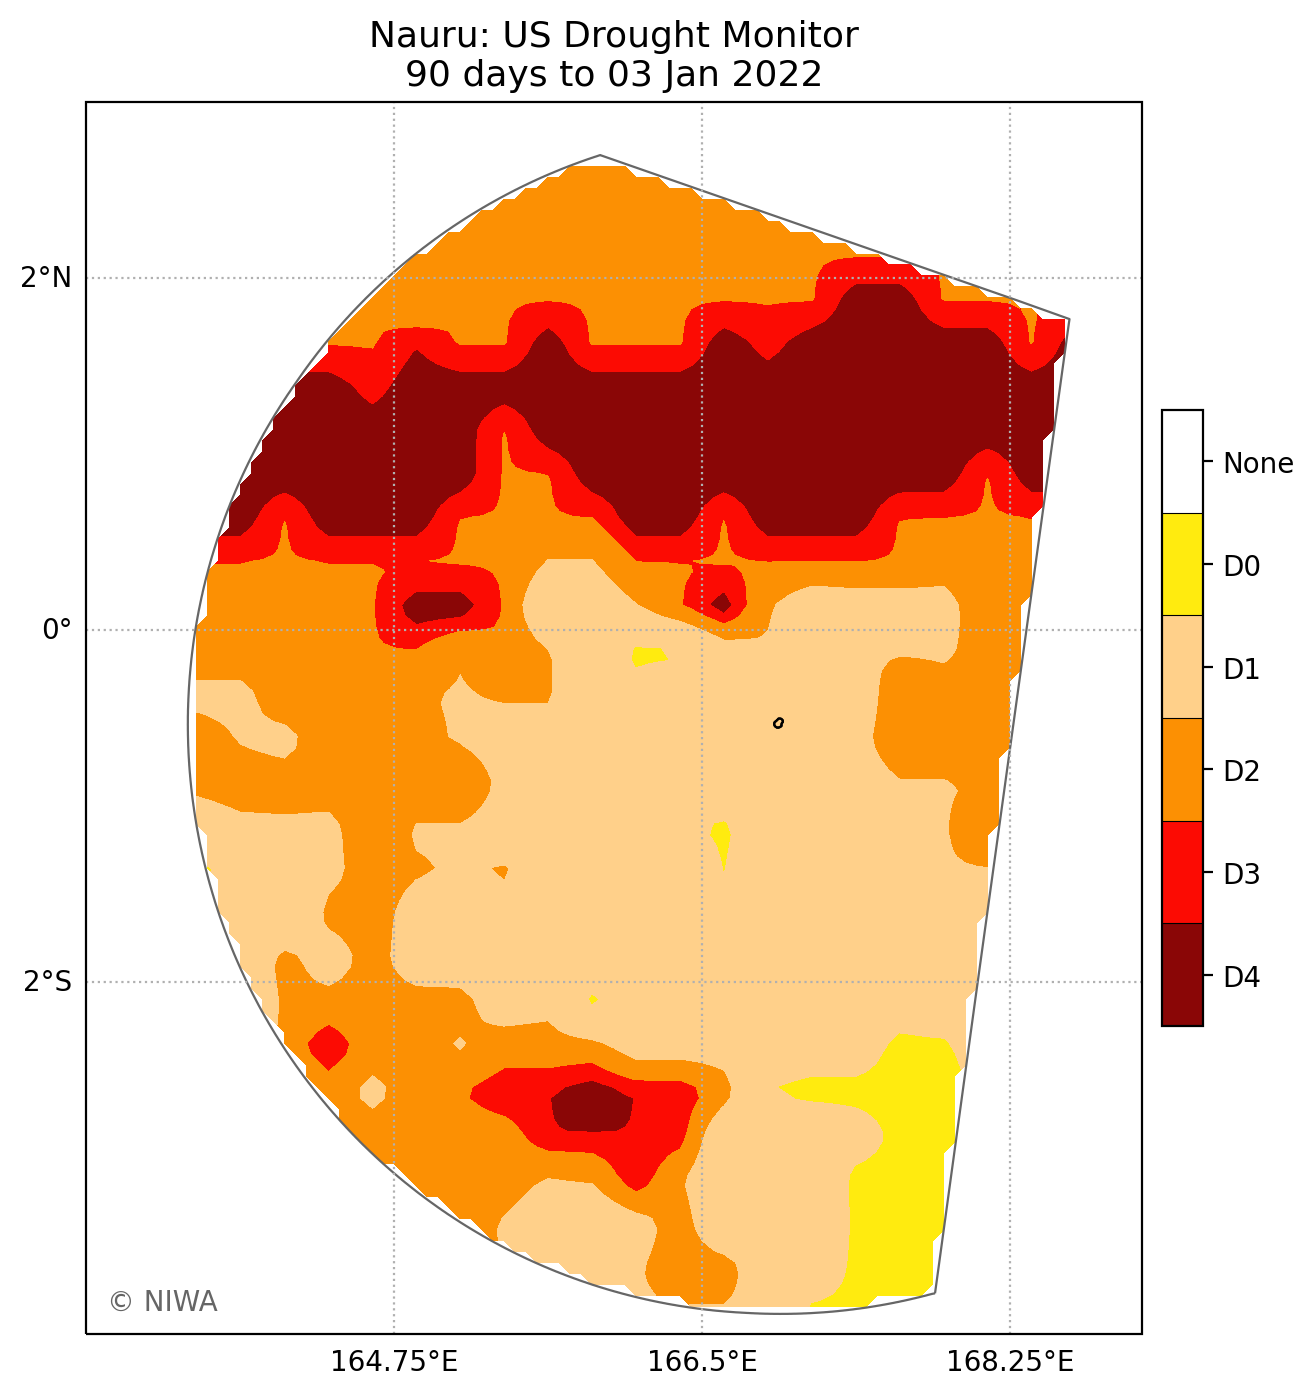 Nauru: US Drought Monitor
90 days to 03 Jan 2022
2°N
0°
2°S
164.75°E
166.5°E
168.25°E
None
D0
D1
D2
D3
D4
© NIWA